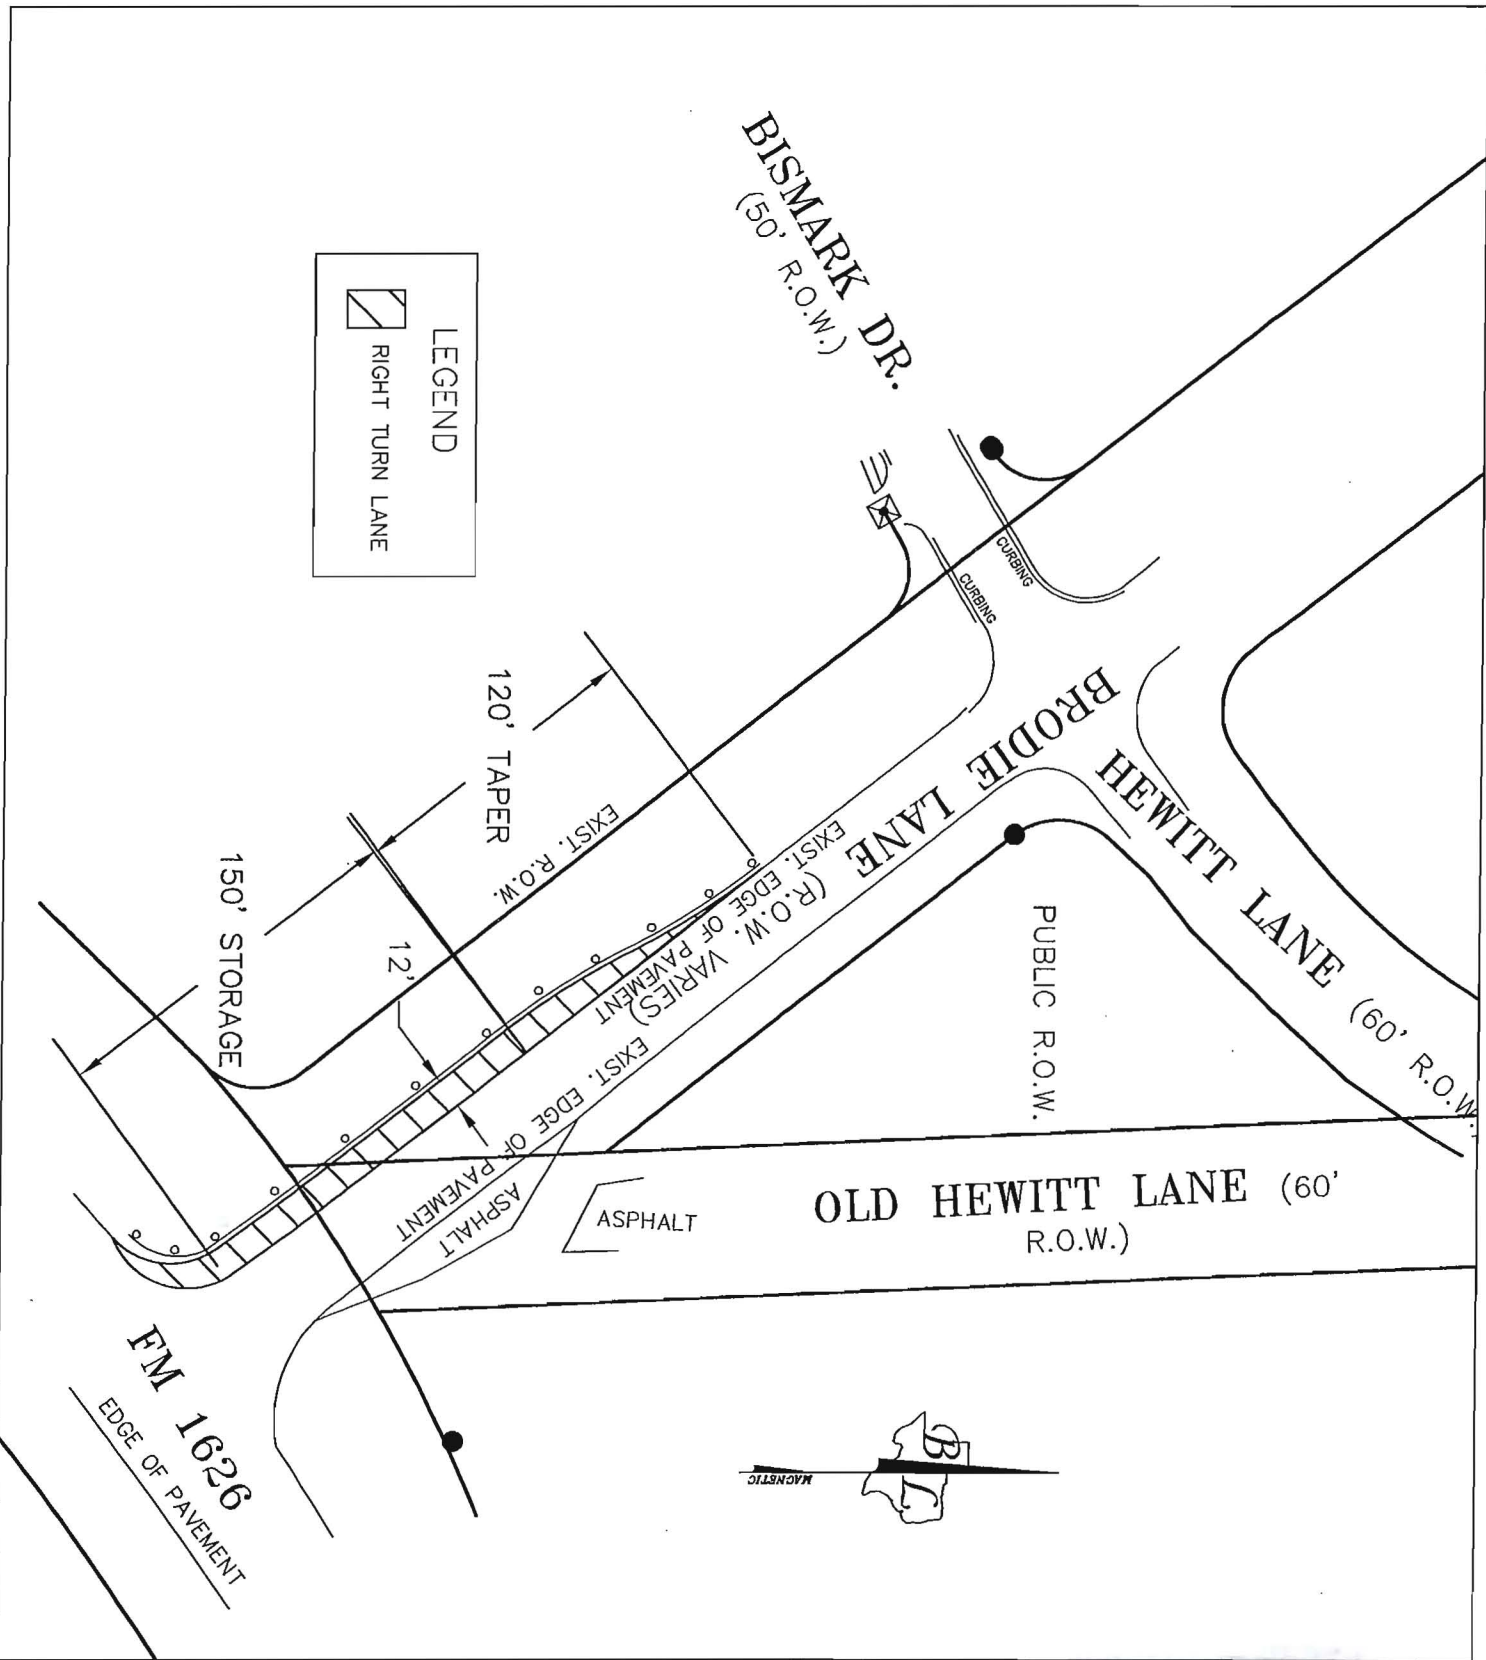 BISMARK DR.
(50' R.O.W.)
LEGEND
RIGHT TURN LANE
CURBING
CURBING
BRODIE LANE (R.O.W. VARIES)
HEWITT LANE (60' R.O.W.)
120' TAPER
EXIST. R.O.W.
EXIST. EDGE OF PAVEMENT
150' STORAGE
12'
PUBLIC R.O.W.
EXIST. EDGE OF PAVEMENT
ASPHALT
ASPHALT
OLD HEWITT LANE (60'
R.O.W.)
FM 1626
EDGE OF PAVEMENT
BL
MAGNETIC